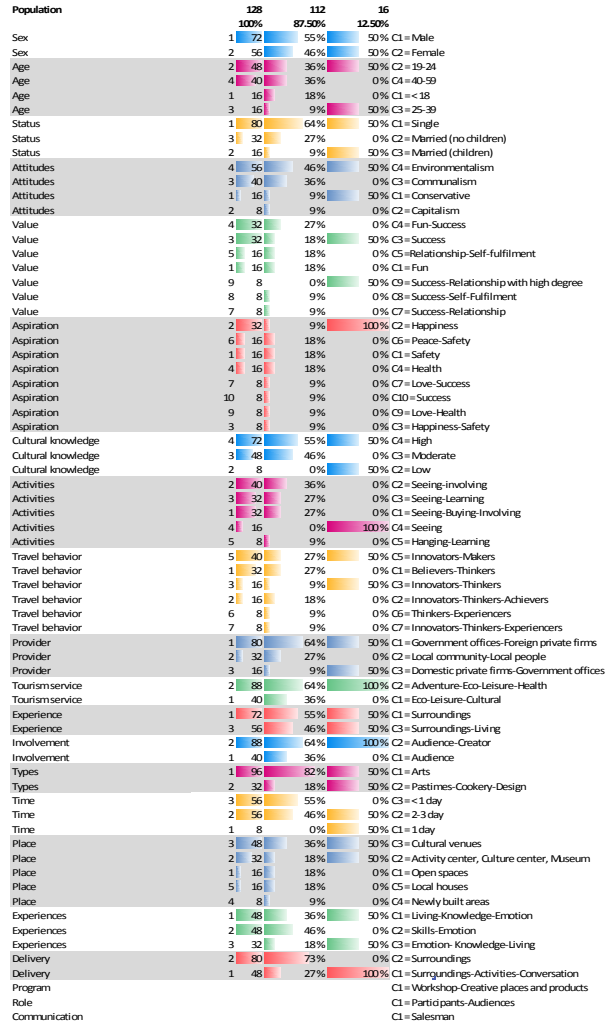 Population 128 112 16
100% 87.50% 12.50%
Sex 1 72 55% 50% C1=Male
Sex 2 56 46% 50% C2=Female
Age 2 48 36% 50% C2=19-24
Age 4 40 36% 0% C4=40-59
Age 1 16 18% 0% C1=<18
Age 3 16 9% 50% C3=25-39
Status 1 80 64% 50% C1=Single
Status 3 32 27% 0% C2=Married (no children)
Status 2 16 9% 50% C3=Married (children)
Attitudes 4 56 46% 50% C4=Environmentalism
Attitudes 3 40 36% 0% C3=Communalism
Attitudes 1 16 9% 50% C1=Conservative
Attitudes 2 8 9% 0% C2=Capitalism
Value 4 32 27% 0% C4=Fun-Success
Value 3 32 18% 50% C3=Success
Value 5 16 18% 0% C5=Relationship-Self-fulfilment
Value 1 16 18% 0% C1=Fun
Value 9 8 0% 50% C9=Success-Relationship with high degree
Value 8 8 9% 0% C8=Success-Self-Fulfilment
Value 7 8 9% 0% C7=Success-Relationship
Aspiration 2 32 9% 100% C2=Happiness
Aspiration 6 16 18% 0% C6=Peace-Safety
Aspiration 1 16 18% 0% C1=Safety
Aspiration 4 16 18% 0% C4=Health
Aspiration 7 8 9% 0% C7=Love-Success
Aspiration 10 8 9% 0% C10=Success
Aspiration 9 8 9% 0% C9=Love-Health
Aspiration 3 8 9% 0% C3=Happiness-Safety
Cultural knowledge 4 72 55% 50% C4=High
Cultural knowledge 3 48 46% 50% C3=Moderate
Cultural knowledge 2 8 0% 50% C2=Low
Activities 2 40 36% 0% C2=Seeing-involving
Activities 3 32 27% 0% C3=Seeing-Learning
Activities 1 32 27% 0% C1=Seeing-Buying-Involving
Activities 4 16 0% 100% C4=Seeing
Activities 5 8 9% 0% C5=Hanging-Learning
Travel behavior 5 40 27% 50% C5=Innovators-Makers
Travel behavior 1 32 27% 0% C1=Believers-Thinkers
Travel behavior 3 16 9% 50% C3=Innovators-Thinkers
Travel behavior 2 16 18% 0% C2=Innovators-Thinkers-Achievers
Travel behavior 6 8 9% 0% C6=Thinkers-Experiencers
Travel behavior 7 8 9% 0% C7=Innovators-Thinkers-Experiencers
Provider 1 80 64% 50% C1=Government offices-Foreign private firms
Provider 2 32 27% 0% C2=Local community-Local people
Provider 3 16 9% 50% C3=Domestic private firms-Government offices
Tourism service 2 88 64% 100% C2=Adventure-Eco-Leisure-Health
Tourism service 1 40 36% 0% C1=Eco-Leisure-Cultural
Experience 1 72 55% 50% C1=Surroundings
Experience 3 56 46% 50% C3=Surroundings-Living
Involvement 2 88 64% 100% C2=Audience-Creator
Involvement 1 40 36% 0% C1=Audience
Types 1 96 82% 50% C1=Arts
Types 2 32 18% 50% C2=Pastimes-Cookery-Design
Time 3 56 55% 0% C3=<1 day
Time 2 56 46% 50% C2=2-3 day
Time 1 8 0% 50% C1=1 day
Place 3 48 36% 50% C3=Cultural venues
Place 2 32 18% 50% C2=Activity center, Culture center, Museum
Place 1 16 18% 0% C1=Open spaces
Place 5 16 18% 0% C5=Local houses
Place 4 8 9% 0% C4=Newly built areas
Experiences 1 48 36% 50% C1=Living-Knowledge-Emotion
Experiences 2 48 46% 0% C2=Skills-Emotion
Experiences 3 32 18% 50% C3=Emotion- Knowledge-Living
Delivery 2 80 73% 0% C2=Surroundings
Delivery 1 48 27% 100% C1=Surroundings-Activities-Conversation
Program C1=Workshop-Creative places and products
Role C1=Participants-Audiences
Communication C1=Salesman